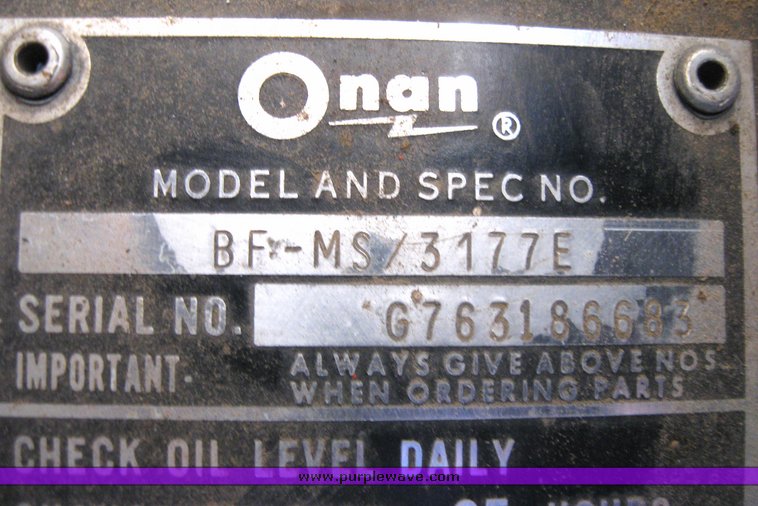 Onan ®
MODEL AND SPEC NO.
BF-MS/3177E
SERIAL NO. G763186683
IMPORTANT- ALWAYS GIVE ABOVE NOS.
WHEN ORDERING PARTS
CHECK OIL LEVEL DAILY
www.purplewave.com